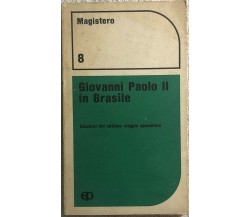 Magistero
8
Giovanni Paolo II
in Brasile
discorsi del settimo viaggio apostolico
ep